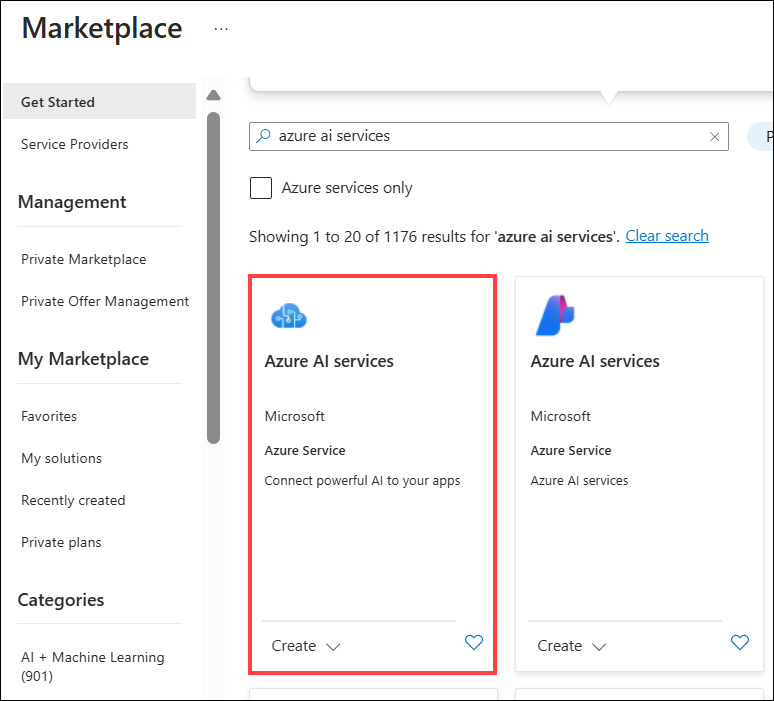 Marketplace ...
Get Started
Service Providers
Management
Private Marketplace
Private Offer Management
My Marketplace
Favorites
My solutions
Recently created
Private plans
Categories
AI + Machine Learning
(901)
azure ai services
P
Azure services only
Showing 1 to 20 of 1176 results for 'azure ai services'. Clear search
Azure AI services
Microsoft
Azure Service
Connect powerful AI to your apps
Create
Azure AI services
Microsoft
Azure Service
Azure AI services
Create